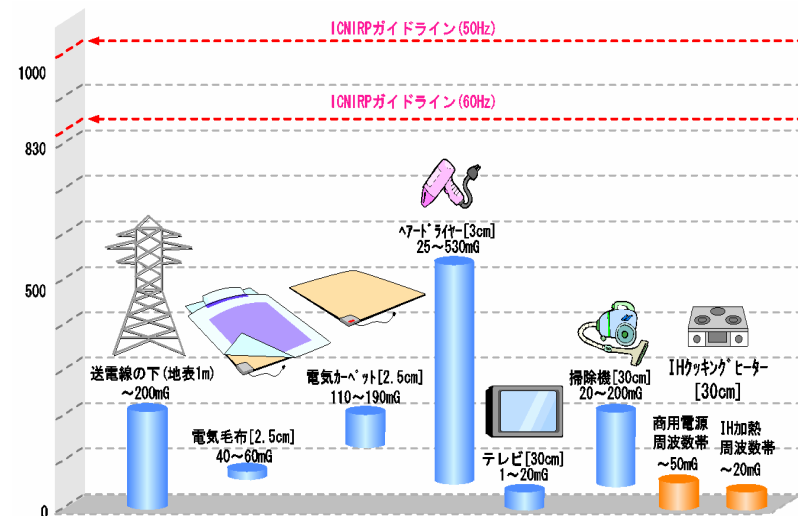 ICNIRPガイドライン(50Hz)
1000
ICNIRPガイドライン(60Hz)
830
ヘアードライヤー[3cm]
25～530mG
500
送電線の下(地表1m)
～200mG
電気毛布[2.5cm]
40～60mG
電気カーペット[2.5cm]
110～190mG
テレビ[30cm]
1～20mG
掃除機[30cm]
20～200mG
IHクッキングヒーター
[30cm]
商用電源
周波数帯
～50mG
IH加熱
周波数帯
～20mG
0